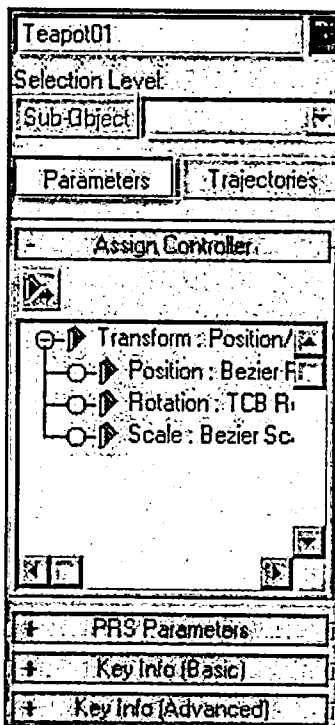 Teapot01
Selection Level:
Sub-Object
Parameters Trajectories
- Assign Controller
Transform : Position/
Position : Bezier P
Rotation : TCB R
Scale : Bezier Sc
+ PRS Parameters
+ Key Info (Basic)
+ Key Info (Advanced)